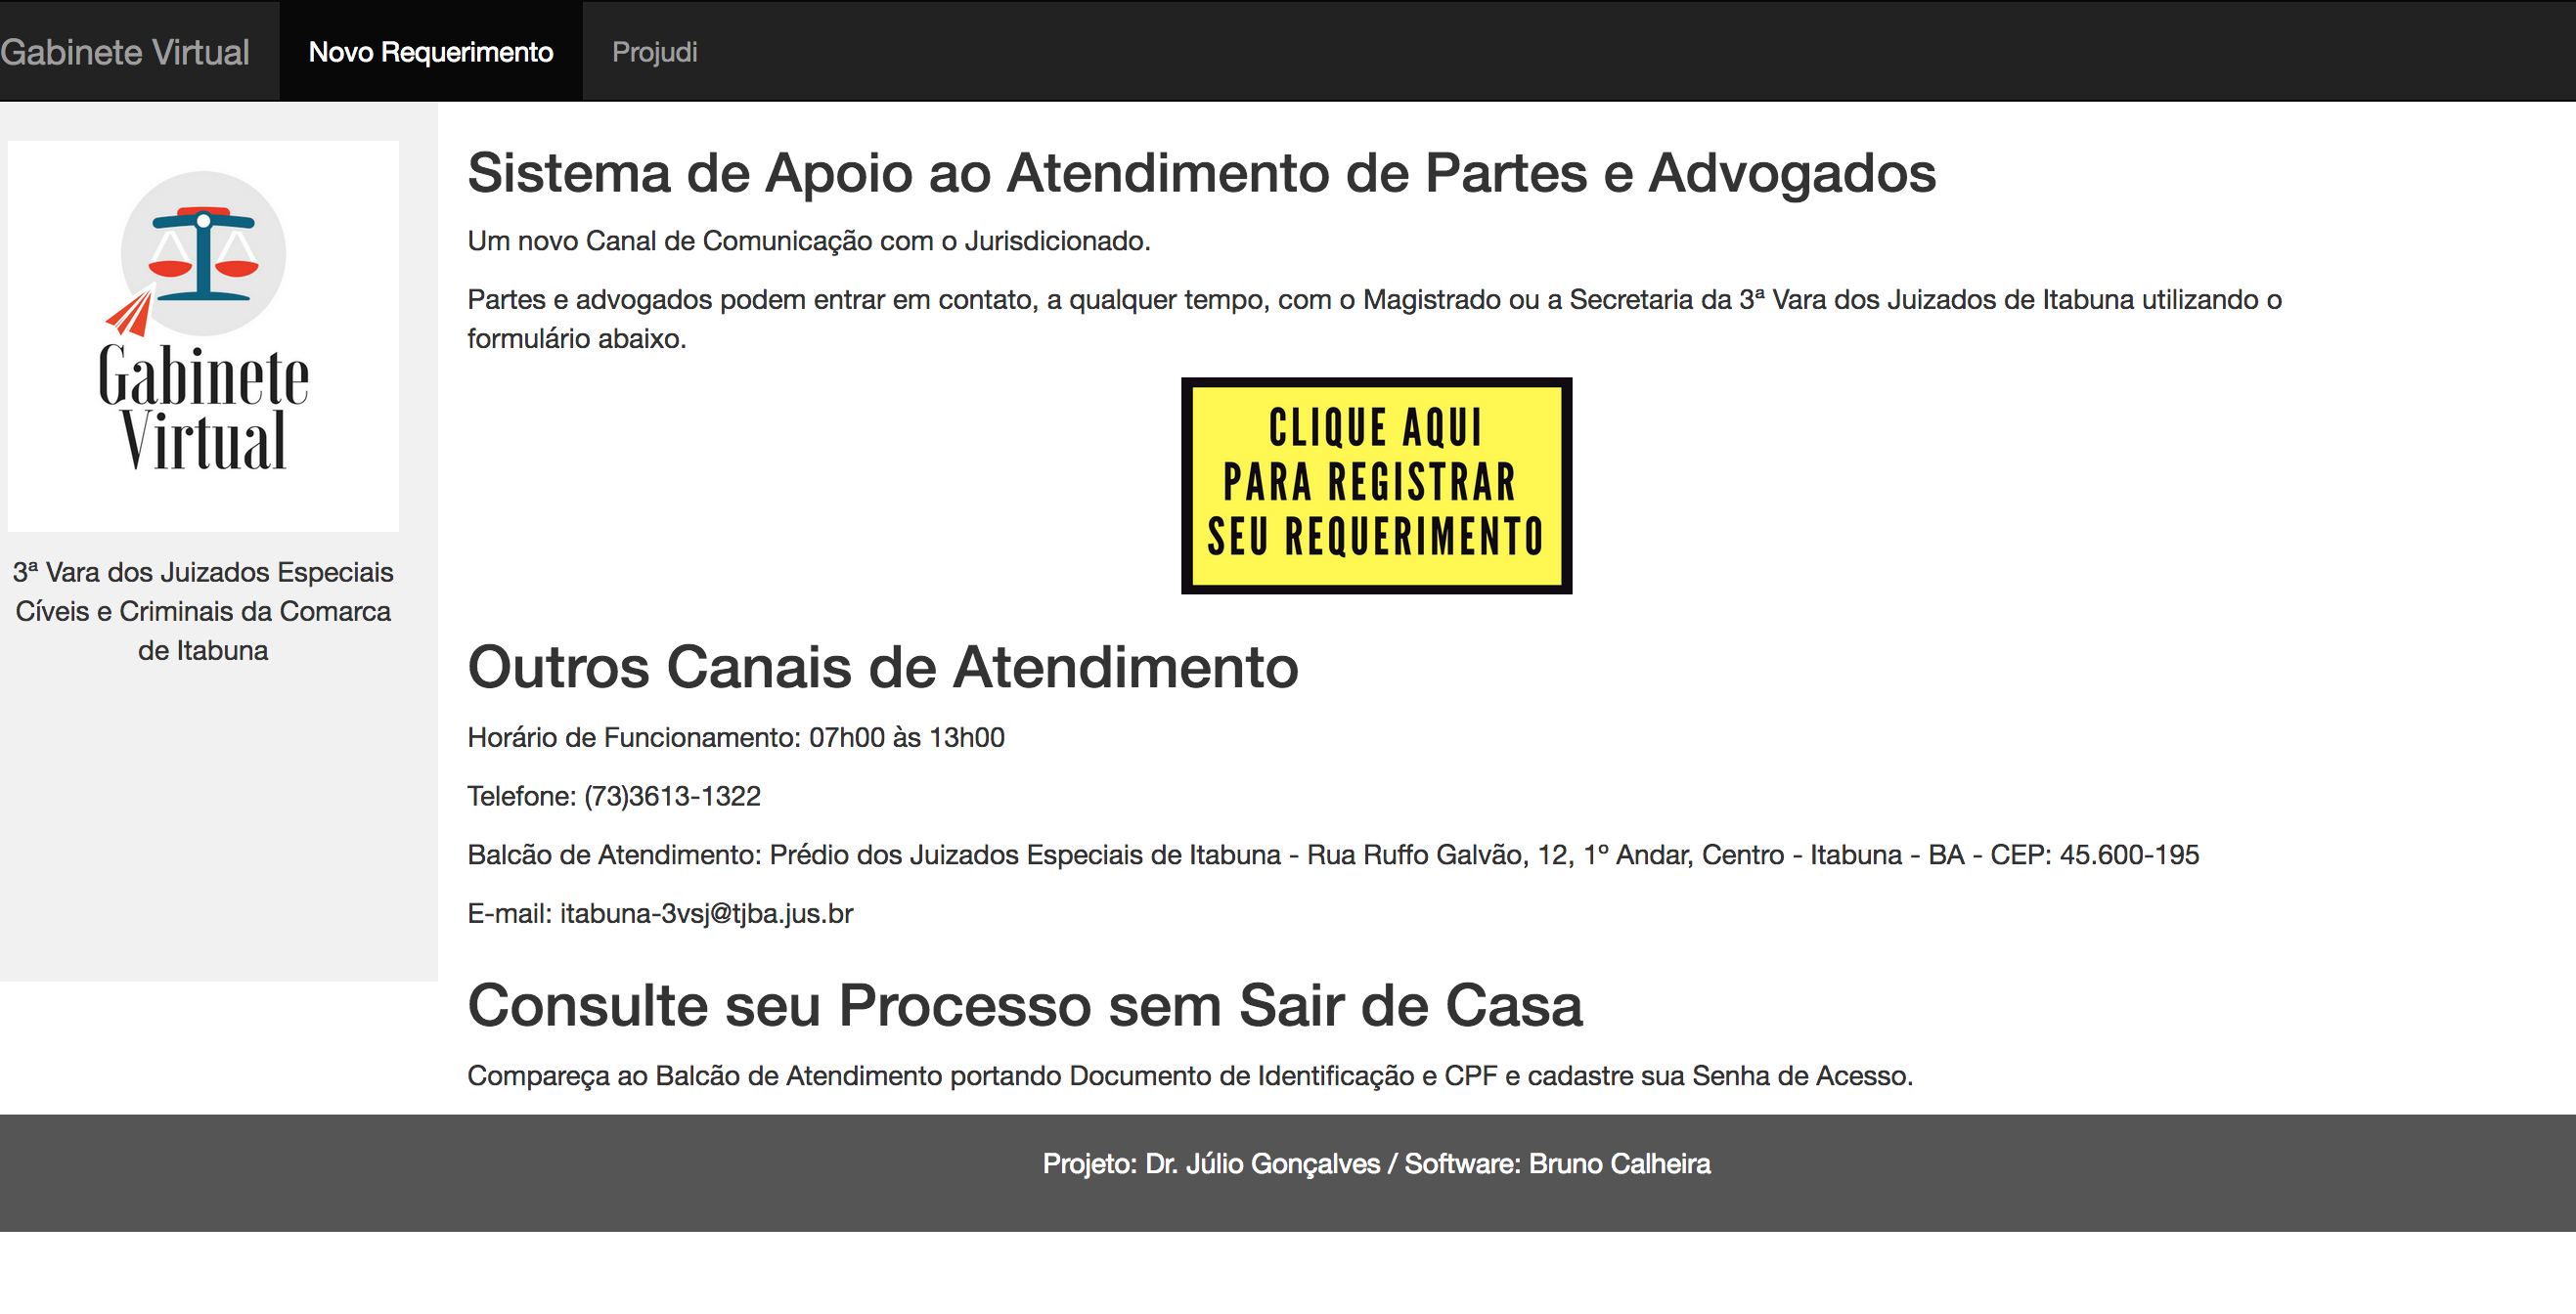 Gabinete Virtual
Novo Requerimento
Projudi
Gabinete
Virtual
3ª Vara dos Juizados Especiais
Cíveis e Criminais da Comarca
de Itabuna
Sistema de Apoio ao Atendimento de Partes e Advogados
Um novo Canal de Comunicação com o Jurisdicionado.
Partes e advogados podem entrar em contato, a qualquer tempo, com o Magistrado ou a Secretaria da 3ª Vara dos Juizados de Itabuna utilizando o
formulário abaixo.
CLIQUE AQUI
PARA REGISTRAR
SEU REQUERIMENTO
Outros Canais de Atendimento
Horário de Funcionamento: 07h00 às 13h00
Telefone: (73)3613-1322
Balcão de Atendimento: Prédio dos Juizados Especiais de Itabuna - Rua Ruffo Galvão, 12, 1º Andar, Centro - Itabuna - BA - CEP: 45.600-195
E-mail: itabuna-3vsj@tjba.jus.br
Consulte seu Processo sem Sair de Casa
Compareça ao Balcão de Atendimento portando Documento de Identificação e CPF e cadastre sua Senha de Acesso.
Projeto: Dr. Júlio Gonçalves / Software: Bruno Calheira